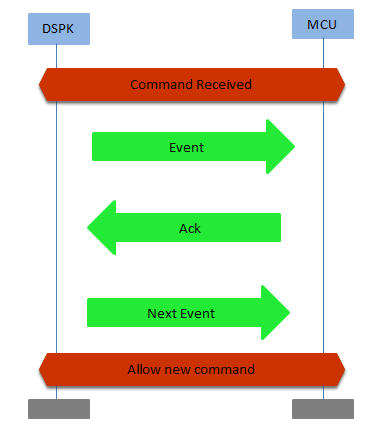 DSPK
MCU
Command Received
Event
Ack
Next Event
Allow new command